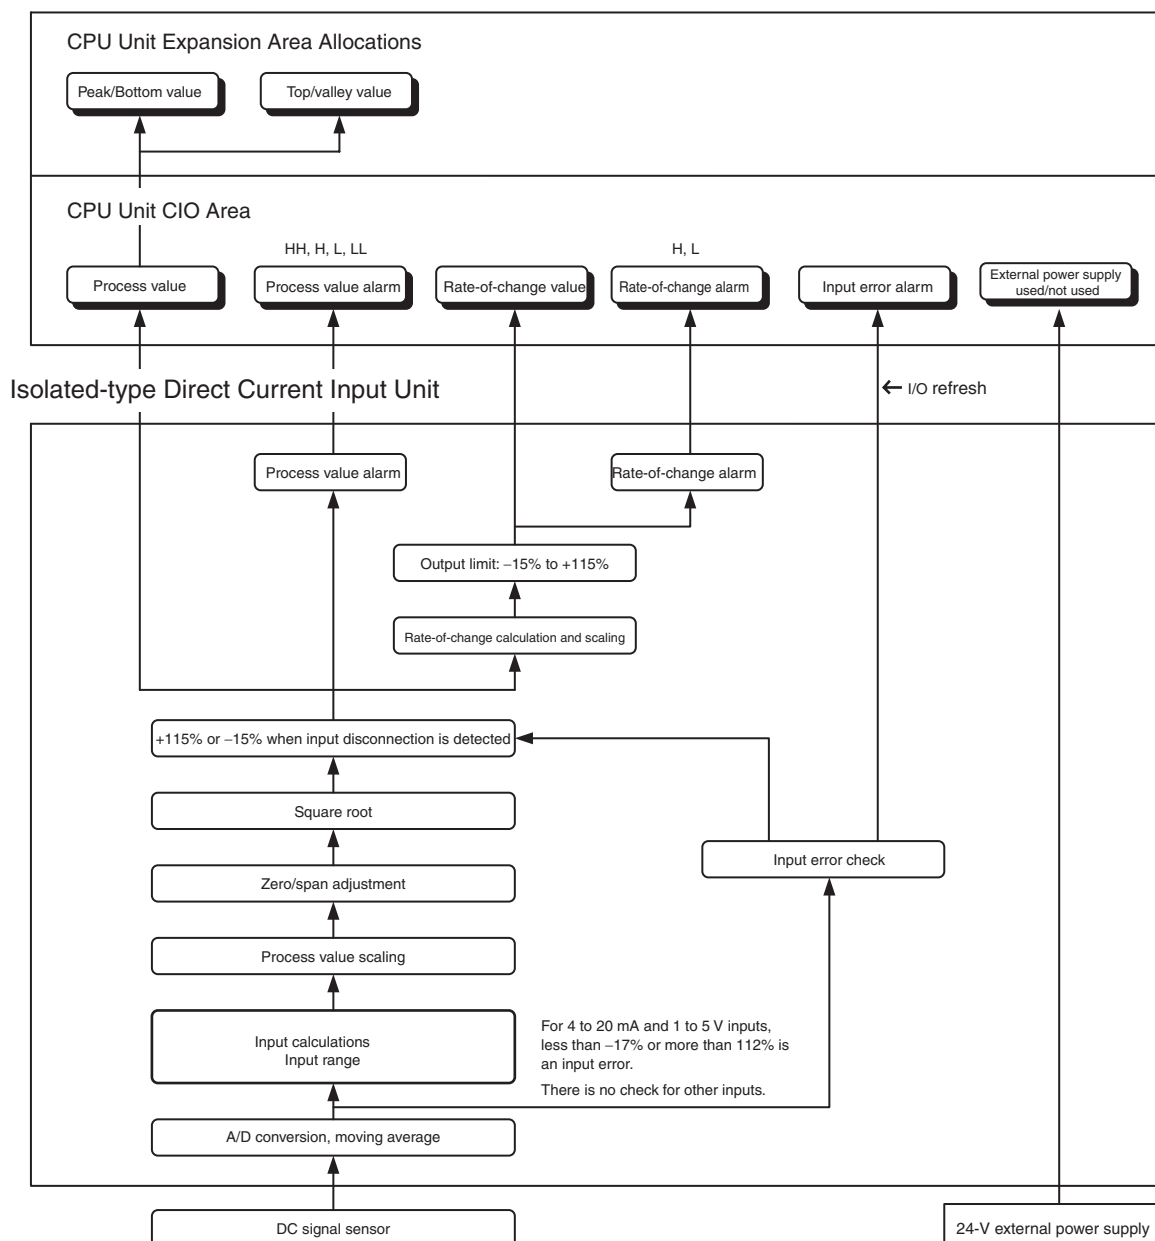 CPU Unit Expansion Area Allocations
Peak/Bottom value
Top/valley value
CPU Unit CIO Area
HH, H, L, LL
H, L
Process value
Process value alarm
Rate-of-change value
Rate-of-change alarm
Input error alarm
External power supply
used/not used
Isolated-type Direct Current Input Unit
I/O refresh
Process value alarm
Rate-of-change alarm
Output limit: –15% to +115%
Rate-of-change calculation and scaling
+115% or –15% when input disconnection is detected
Square root
Input error check
Zero/span adjustment
Process value scaling
Input calculations
Input range
For 4 to 20 mA and 1 to 5 V inputs,
less than –17% or more than 112% is
an input error.
There is no check for other inputs.
A/D conversion, moving average
DC signal sensor
24-V external power supply